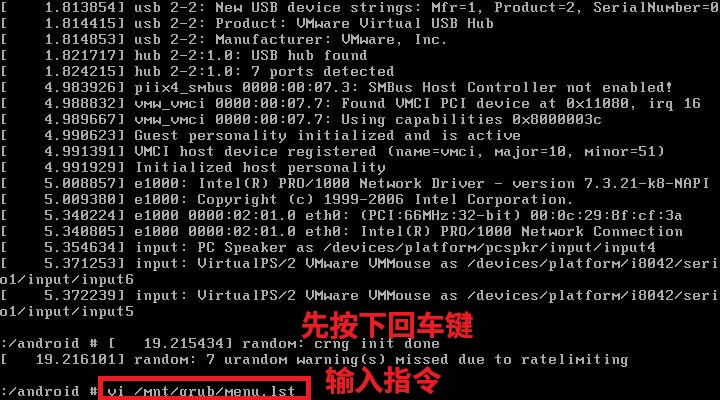 [    1.813854] usb 2-2: New USB device strings: Mfr=1, Product=2, SerialNumber=0
[    1.814415] usb 2-2: Product: VMware Virtual USB Hub
[    1.814835] usb 2-2: Manufacturer: VMware, Inc.
[    1.821717] hub 2-2:1.0: USB hub found
[    1.824215] hub 2-2:1.0: 7 ports detected
[    4.983926] piix4_smbus 0000:00:07.3: SMBus Host Controller not enabled!
[    4.988832] vmw_vmci 0000:00:07.7: Found VMCI PCI device at 0x11080, irq 16
[    4.989667] vmw_vmci 0000:00:07.7: Using capabilities 0x8000003c
[    4.990623] Guest personality initialized and is active
[    4.991391] VMCI host device registered (name=vmci, major=10, minor=51)
[    4.991929] Initialized host personality
[    5.008857] e1000: Intel(R) PRO/1000 Network Driver - version 7.3.21-k8-NAPI
[    5.009380] e1000: Copyright (c) 1999-2006 Intel Corporation.
[    5.340224] e1000 0000:02:01.0 eth0: (PCI:66MHz:32-bit) 00:0c:29:8f:cf:3a
[    5.340805] e1000 0000:02:01.0 eth0: Intel(R) PRO/1000 Network Connection
[    5.354634] input: PC Speaker as /devices/platform/pcspkr/input/input4
[    5.371253] input: VirtualPS/2 VMware VMMouse as /devices/platform/i8042/seri
o1/input/input6
[    5.372239] input: VirtualPS/2 VMware VMMouse as /devices/platform/i8042/seri
o1/input/input5
先按下回车键
:/android # [   19.215434] random: crng init done
[   19.216101] random: 7 urandom warning(s) missed due to ratelimiting
输入指令
:/android # vi /mnt/grub/menu.lst